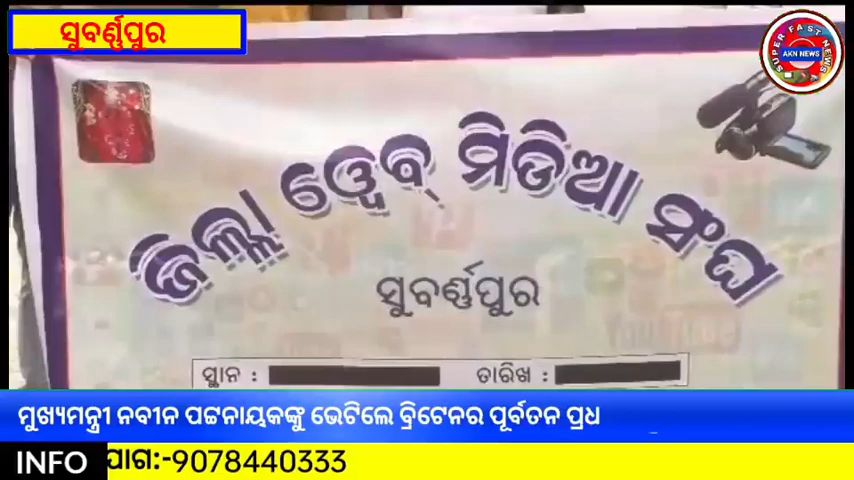 ସୁବର୍ଣ୍ଣପୁର
SUPER FAST NEWS
AKN NEWS
ଜିଲ୍ଲା ୱେବ୍ ମିଡିଆ ସଂଘ
ସୁବର୍ଣ୍ଣପୁର
ସ୍ଥାନ : ତାରିଖ :
ମୁଖ୍ୟମନ୍ତ୍ରୀ ନବୀନ ପଟ୍ଟନାୟକଙ୍କୁ ଭେଟିଲେ ବ୍ରିଟେନର ପୂର୍ବତନ ପ୍ରଧ
INFO ଯାଗ:-9078440333